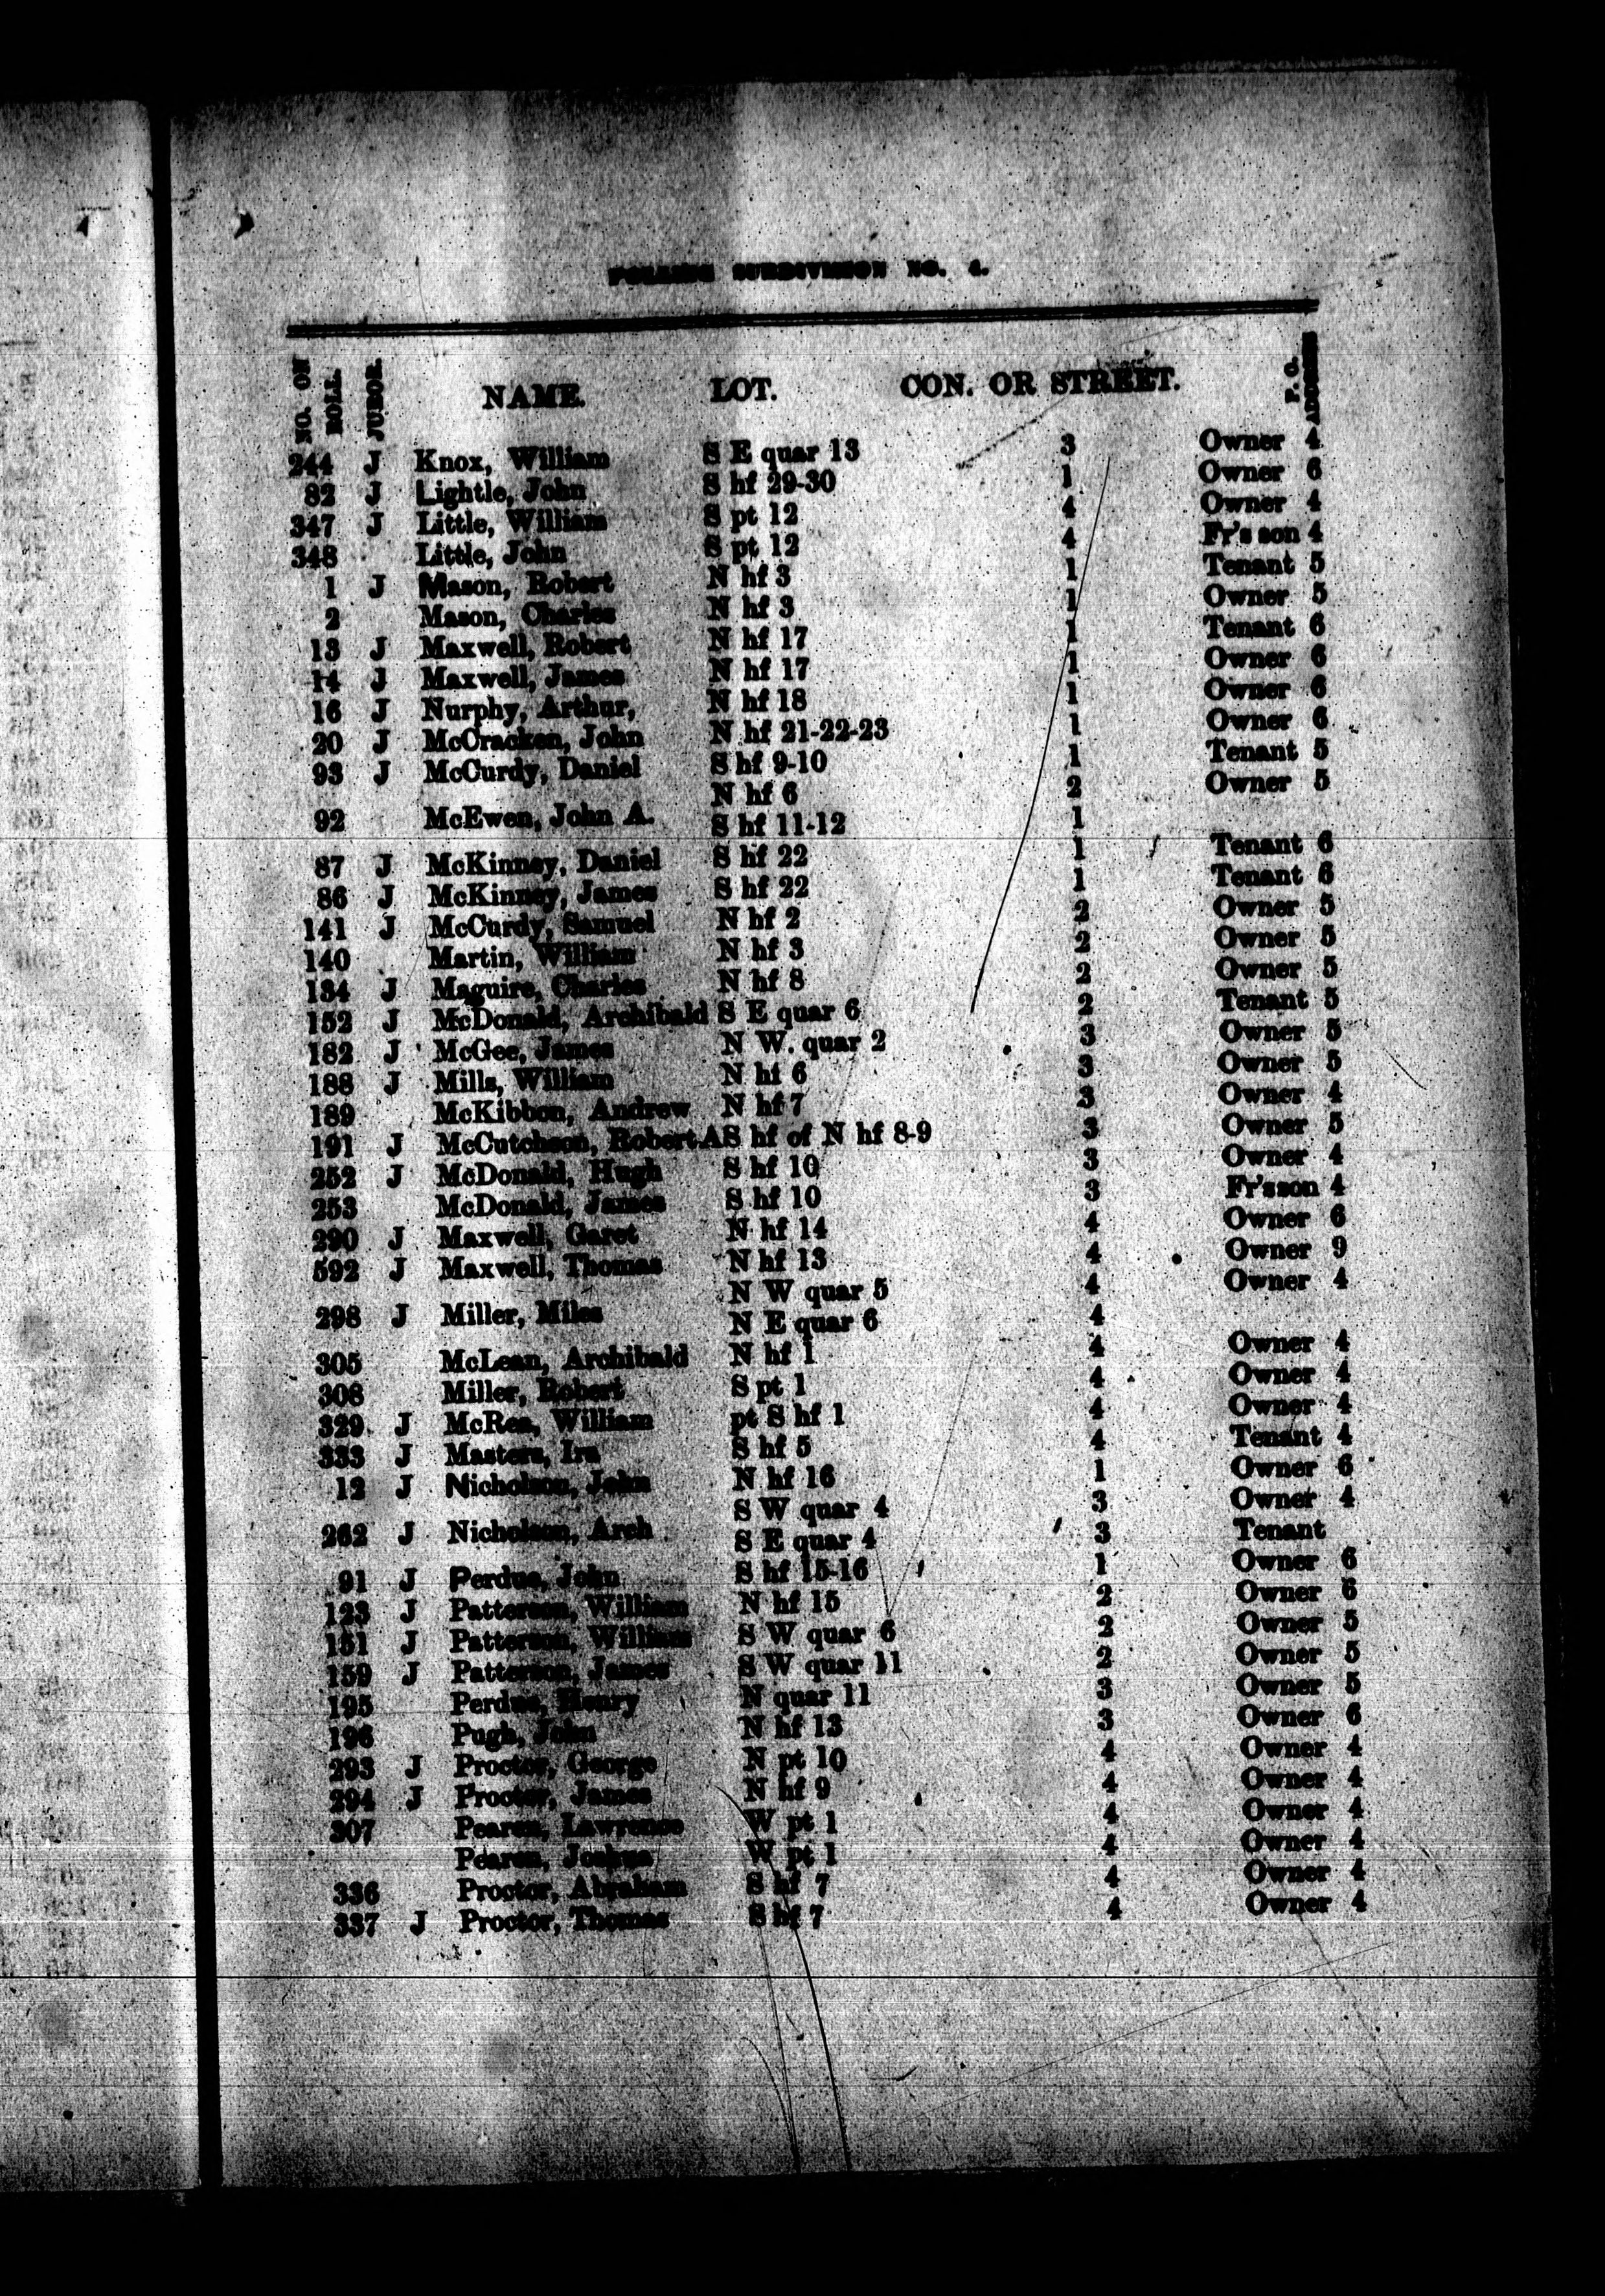 POLLING SUBDIVISION NO. 4.
NO. ON ROLL. JUROR. NAME. LOT. CON. OR STREET. P. O. ADDRESS
244 J Knox, William S E quar 13 3 Owner 4
82 J Lightle, John S hf 29-30 1 Owner 6
347 J Little, William S pt 12 4 Owner 4
348 Little, John S pt 12 4 Fr's son 4
1 J Mason, Robert N hf 3 1 Tenant 5
2 Mason, Charles N hf 3 1 Owner 5
13 J Maxwell, Robert N hf 17 1 Tenant 6
14 J Maxwell, James N hf 17 1 Owner 6
16 J Nurphy, Arthur, N hf 18 1 Owner 6
20 J McCracken, John N hf 21-22-23 1 Owner 6
93 J McCurdy, Daniel S hf 9-10 1 Tenant 5
N hf 6 2 Owner 5
92 McEwen, John A.
S hf 11-12 1
87 J McKinney, Daniel S hf 22 1 Tenant 6
86 J McKinney, James S hf 22 1 Tenant 6
141 J McCurdy, Samuel N hf 2 2 Owner 5
140 Martin, William N hf 3 2 Owner 5
134 J Maguire, Charles N hf 8 2 Owner 5
152 J McDonald, Archibald S E quar 6 2 Tenant 5
182 J McGee, James N W. quar 2 3 Owner 5
188 J Mills, William N hf 6 3 Owner 5
189 McKibbon, Andrew N hf 7 3 Owner 4
191 J McCutcheon, Robert A S hf of N hf 8-9 3 Owner 5
252 J McDonald, Hugh S hf 10 3 Owner 4
253 McDonald, James S hf 10 3 Fr'sson 4
290 J Maxwell, Garet N hf 14 4 Owner 6
592 J Maxwell, Thomas N hf 13 4 Owner 9
N W quar 5 4 Owner 4
298 J Miller, Miles
N E quar 6 4
305 McLean, Archibald N hf 1 4 Owner 4
308 Miller, Robert S pt 1 4 Owner 4
329 J McRea, William pt S hf 1 4 Owner 4
333 J Masters, Ira S hf 5 4 Tenant 4
12 J Nicholson, John N hf 16 1 Owner 6
S W quar 4 3 Owner 4
262 J Nicholson, Arch
S E quar 4 3 Tenant
91 J Perdue, John S hf 15-16 1 Owner 6
123 J Patterson, William N hf 15 2 Owner 6
151 J Patterson, William S W quar 6 2 Owner 5
159 J Patterson, James S W quar 11 2 Owner 5
195 Perdue, Henry N quar 11 3 Owner 5
196 Pugh, John N hf 13 3 Owner 6
293 J Proctor, George N pt 10 4 Owner 4
294 J Proctor, James N hf 9 4 Owner 4
307 Pearen, Lawrence W pt 1 4 Owner 4
Pearen, Joshua W pt 1 4 Owner 4
336 Proctor, Abraham S hf 7 4 Owner 4
337 J Proctor, Thomas S hf 7 4 Owner 4